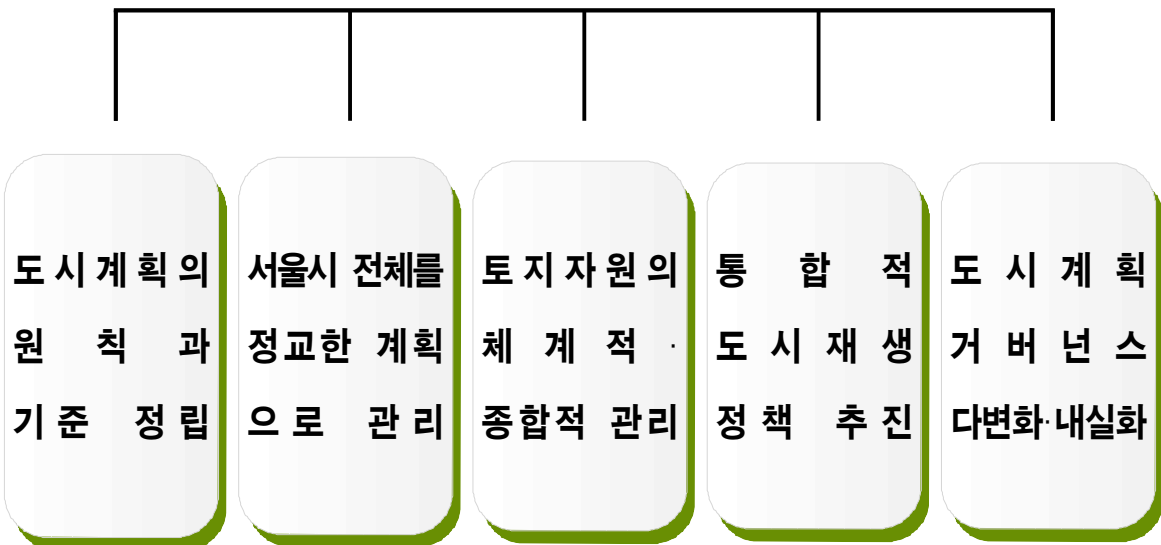 도시계획의
원칙과
기준 정립
서울시 전체를
정교한 계획
으로 관리
토지자원의
체계적·
종합적 관리
통합적
도시재생
정책 추진
도시계획
거버넌스
다변화·내실화